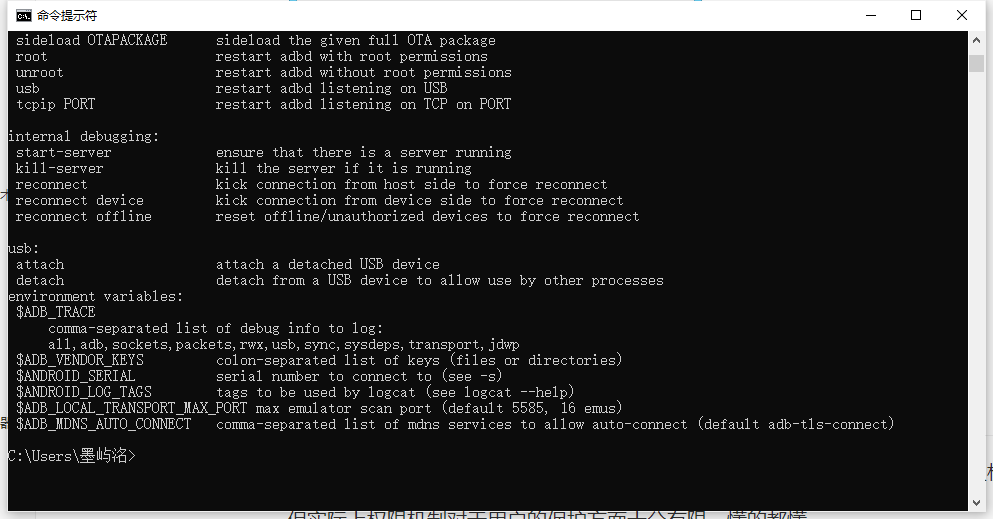 命令提示符
sideload OTAPACKAGE sideload the given full OTA package
root restart adbd with root permissions
unroot restart adbd without root permissions
usb restart adbd listening on USB
tcpip PORT restart adbd listening on TCP on PORT
internal debugging:
start-server ensure that there is a server running
kill-server kill the server if it is running
reconnect kick connection from host side to force reconnect
reconnect device kick connection from device side to force reconnect
reconnect offline reset offline/unauthorized devices to force reconnect
usb:
attach attach a detached USB device
detach detach from a USB device to allow use by other processes
environment variables:
$ADB_TRACE
comma-separated list of debug info to log:
all,adb,sockets,packets,rwx,usb,sync,sysdeps,transport,jdwp
$ADB_VENDOR_KEYS colon-separated list of keys (files or directories)
$ANDROID_SERIAL serial number to connect to (see -s)
$ANDROID_LOG_TAGS tags to be used by logcat (see logcat --help)
$ADB_LOCAL_TRANSPORT_MAX_PORT max emulator scan port (default 5585, 16 emus)
$ADB_MDNS_AUTO_CONNECT comma-separated list of mdns services to allow auto-connect (default adb-tls-connect)
C:\Users\墨屿洺>